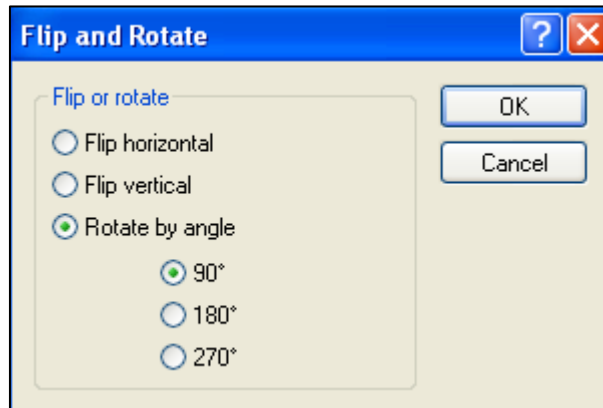 Flip and Rotate
Flip or rotate
Flip horizontal
Flip vertical
Rotate by angle
90°
180°
270°
OK
Cancel